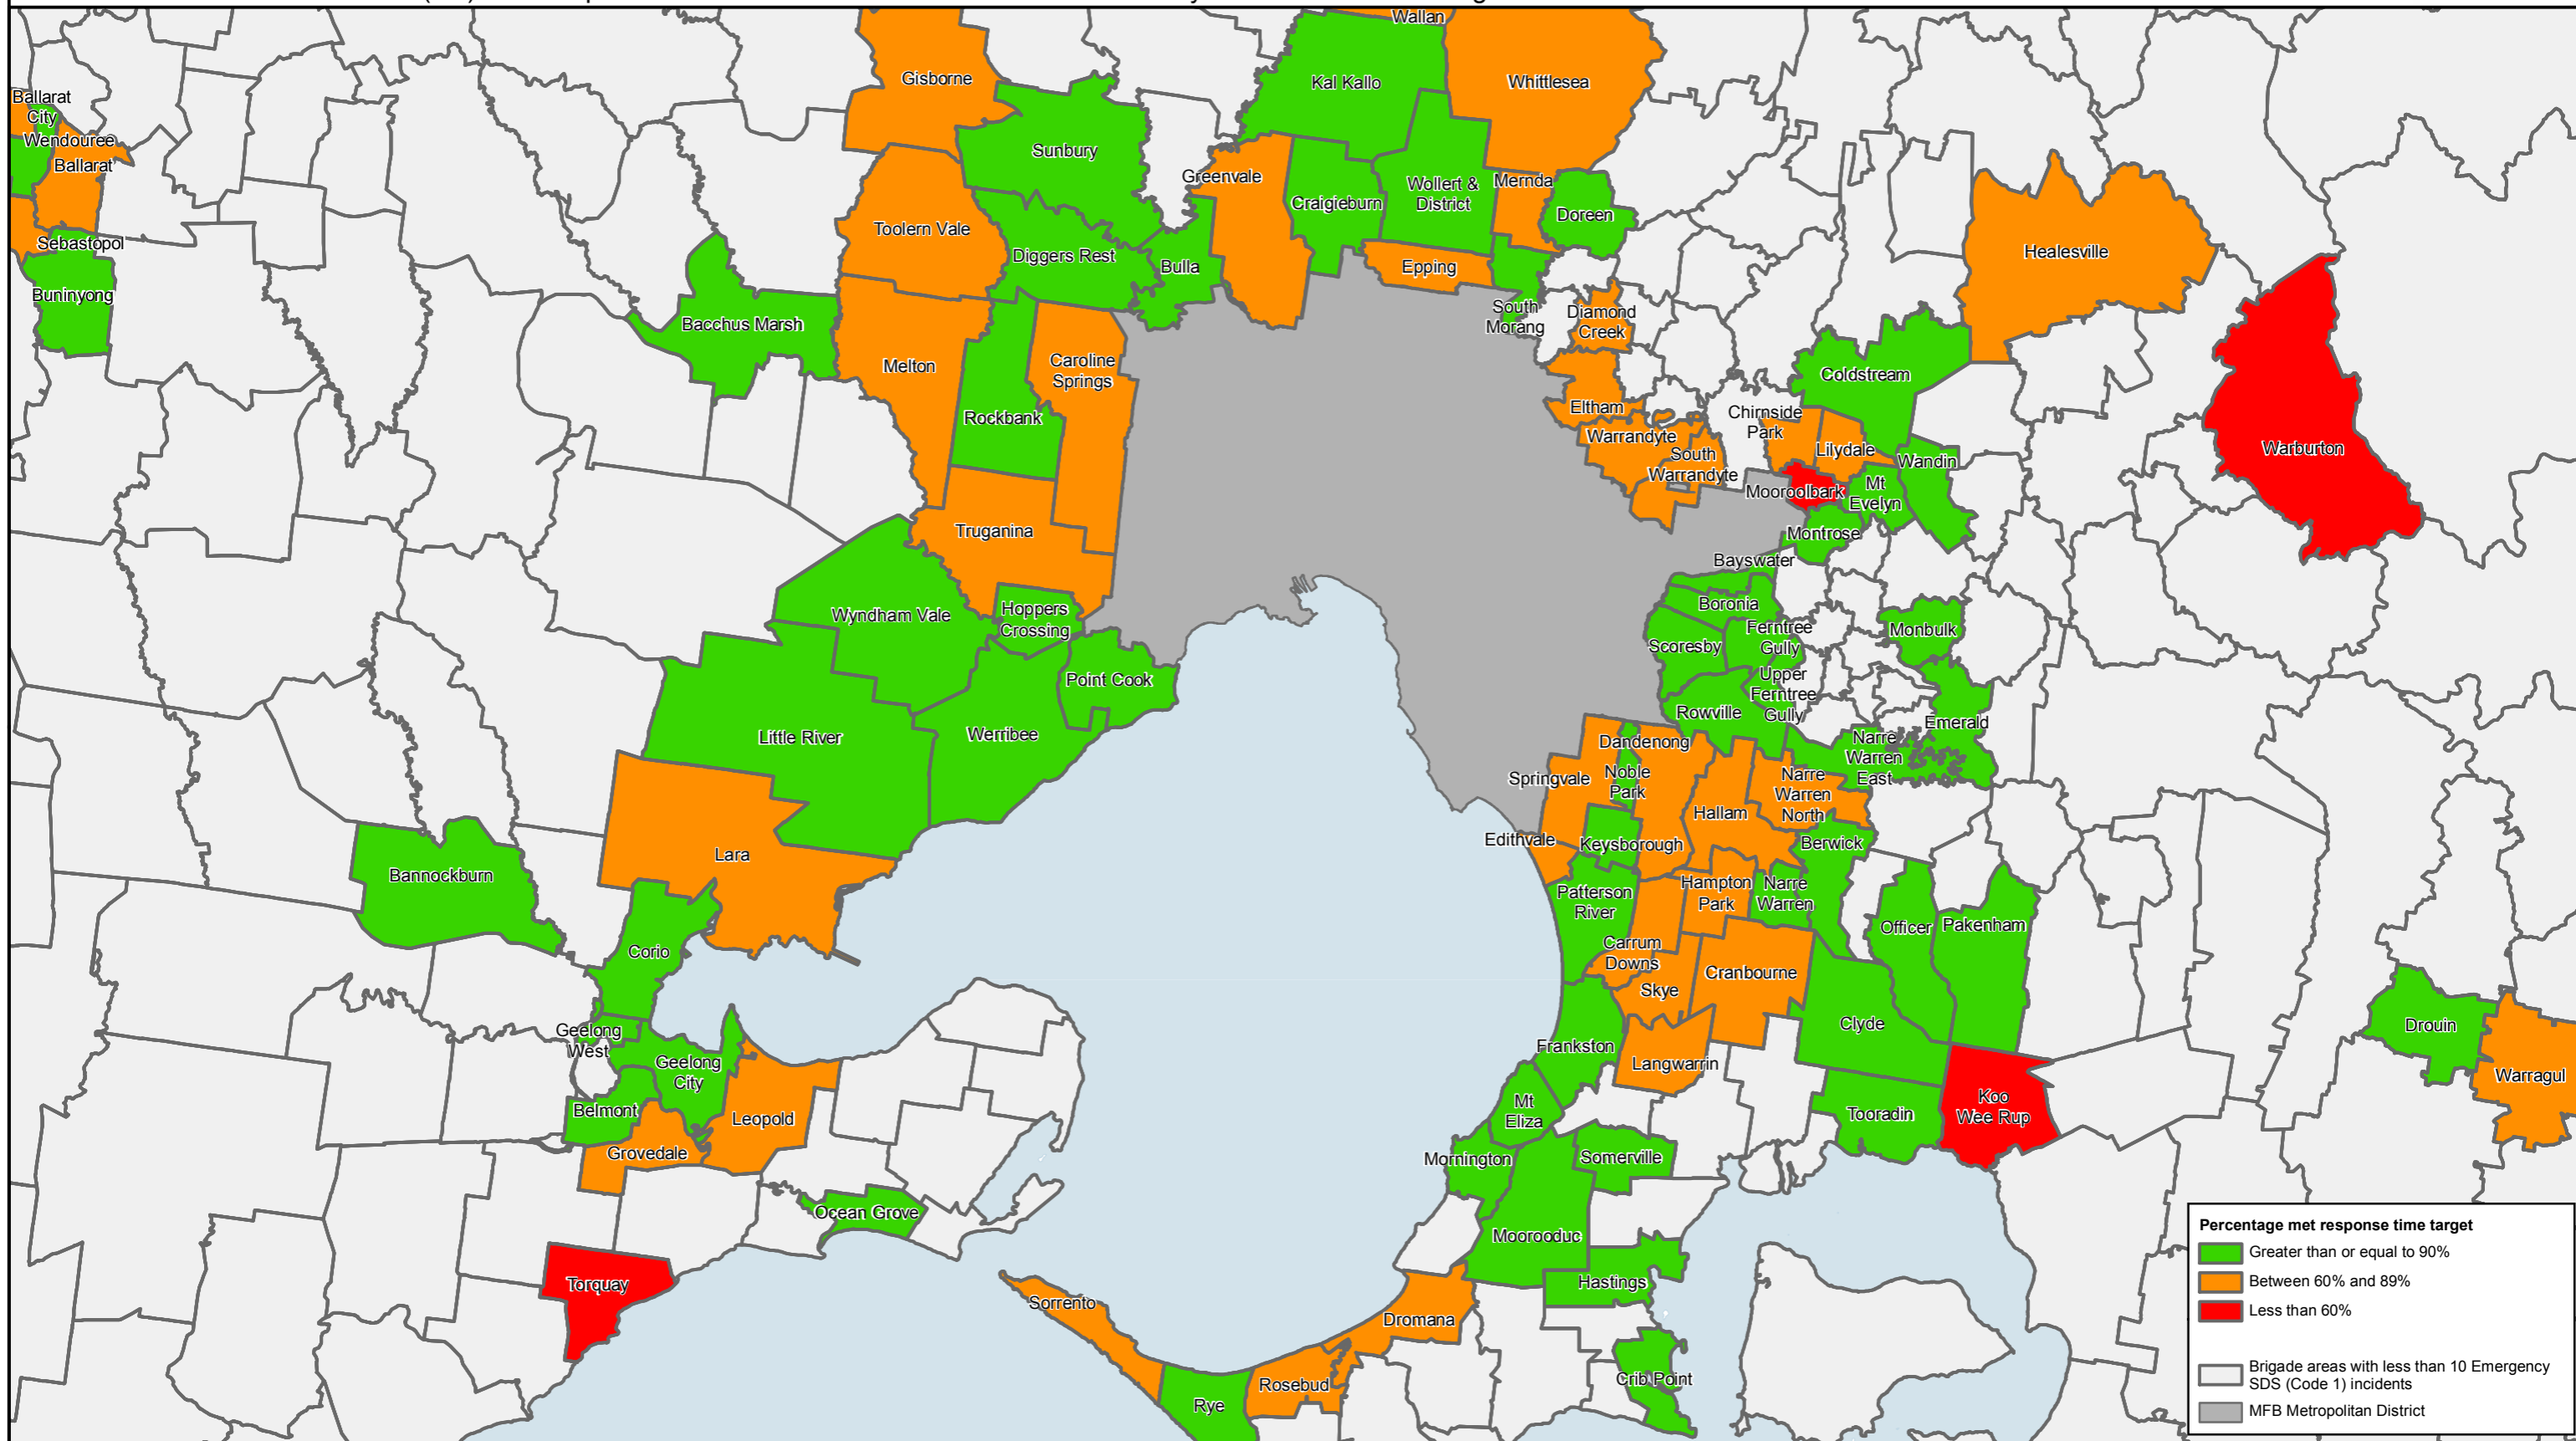 Wallan
Gisborne
Kal Kallo
Whittlesea
Ballarat
City
Wendouree
Ballarat
Sunbury
Greenvale
Craigieburn
Wollert &
District
Mernda
Doreen
Toolern Vale
Diggers Rest
Bulla
Epping
Healesville
Sebastopol
Buninyong
Bacchus Marsh
South
Morang
Diamond
Creek
Melton
Caroline
Springs
Rockbank
Coldstream
Eltham
Chirnside
Park
Warrandyte
South
Warrandyte
Lilydale
Wandin
Warburton
Mooroolbark
Mt
Evelyn
Truganina
Montrose
Bayswater
Wyndham Vale
Hoppers
Crossing
Boronia
Scoresby
Ferntree
Gully
Monbulk
Point Cook
Upper
Ferntree
Gully
Rowville
Emerald
Little River
Werribee
Dandenong
Narre
Warren
East
Springvale
Noble
Park
Narre
Warren
North
Hallam
Edithvale
Keysborough
Berwick
Lara
Bannockburn
Patterson
River
Hampton
Park
Narre
Warren
Officer
Pakenham
Corio
Carrum
Downs
Cranbourne
Skye
Clyde
Drouin
Geelong
West
Geelong
City
Frankston
Langwarrin
Warragul
Belmont
Leopold
Mt
Eliza
Tooradin
Koo
Wee Rup
Grovedale
Mornington
Somerville
Ocean Grove
Moorooduc
Torquay
Hastings
Sorrento
Dromana
Rosebud
Crib Point
Rye
Percentage met response time target
Greater than or equal to 90%
Between 60% and 89%
Less than 60%
Brigade areas with less than 10 Emergency
SDS (Code 1) incidents
MFB Metropolitan District